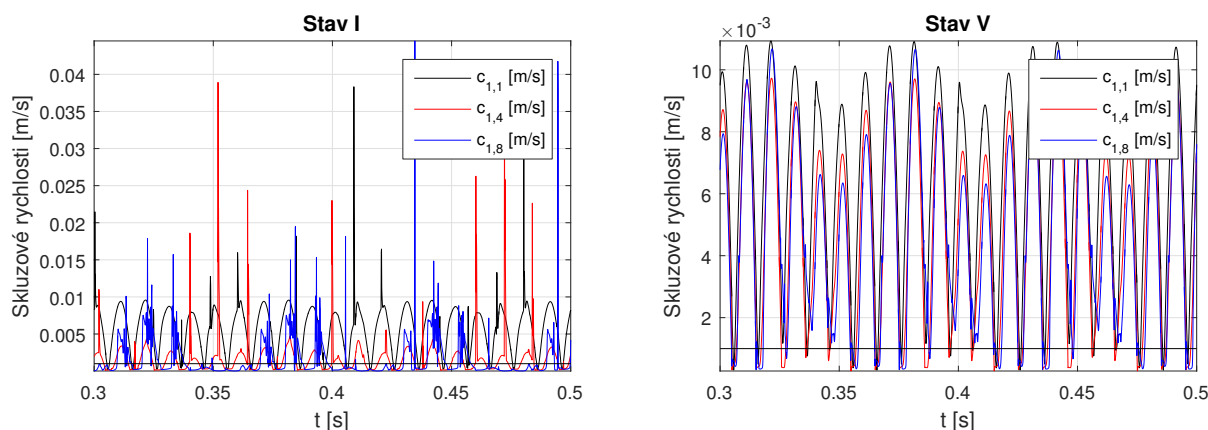 Stav I
Skluzové rychlosti [m/s]
0.04
0.035
0.03
0.025
0.02
0.015
0.01
0.005
c1,1 [m/s]
c1,4 [m/s]
c1,8 [m/s]
0.3 0.35 0.4 0.45 0.5
t [s]
Stav V
×10-3
Skluzové rychlosti [m/s]
10
8
6
4
2
c1,1 [m/s]
c1,4 [m/s]
c1,8 [m/s]
0.3 0.35 0.4 0.45 0.5
t [s]